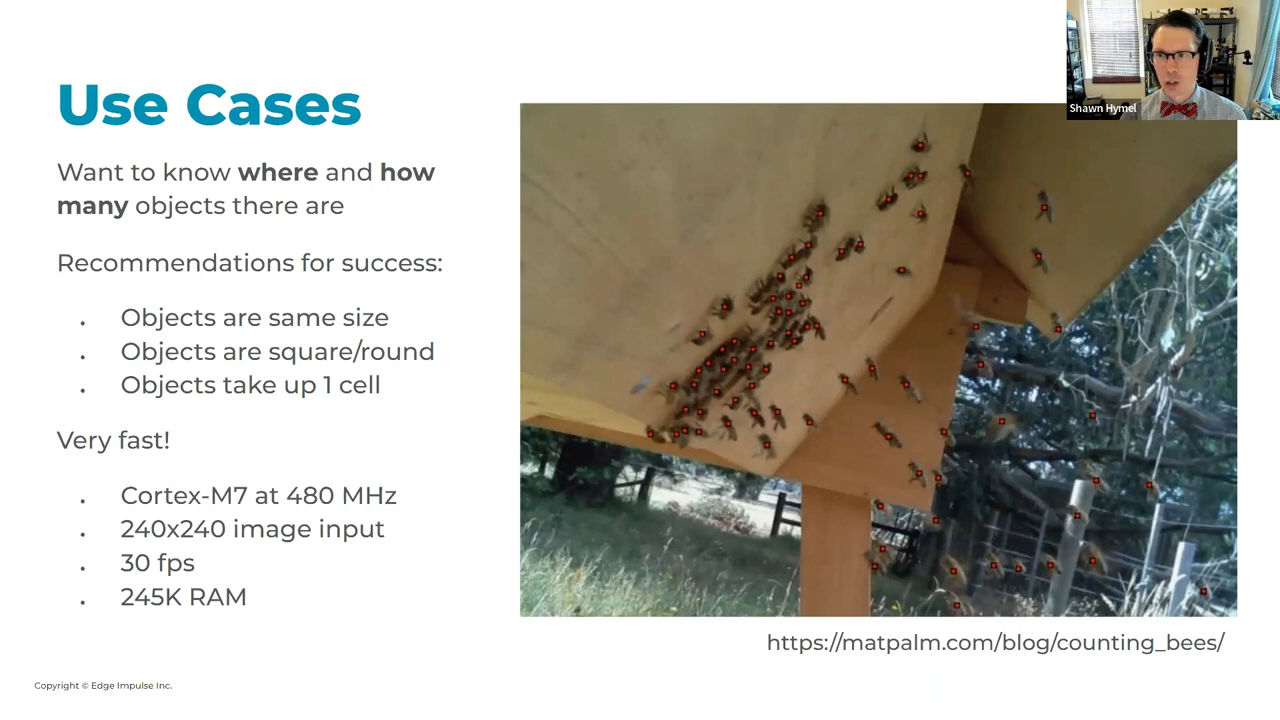 Shawn Hymel
Use Cases
Want to know where and how
many objects there are
Recommendations for success:
. Objects are same size
. Objects are square/round
. Objects take up 1 cell
Very fast!
. Cortex-M7 at 480 MHz
. 240x240 image input
. 30 fps
. 245K RAM
https://matpalm.com/blog/counting_bees/
Copyright © Edge Impulse Inc.